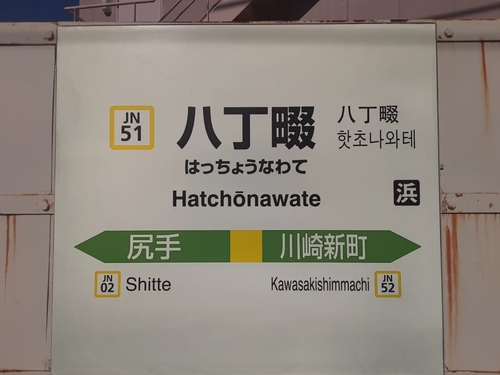 JN
51
八丁畷
はっちょうなわて
Hatchōnawate
八丁畷
핫초나와테
浜
尻手
川崎新町
JN
02
Shitte
Kawasakishimmachi
JN
52